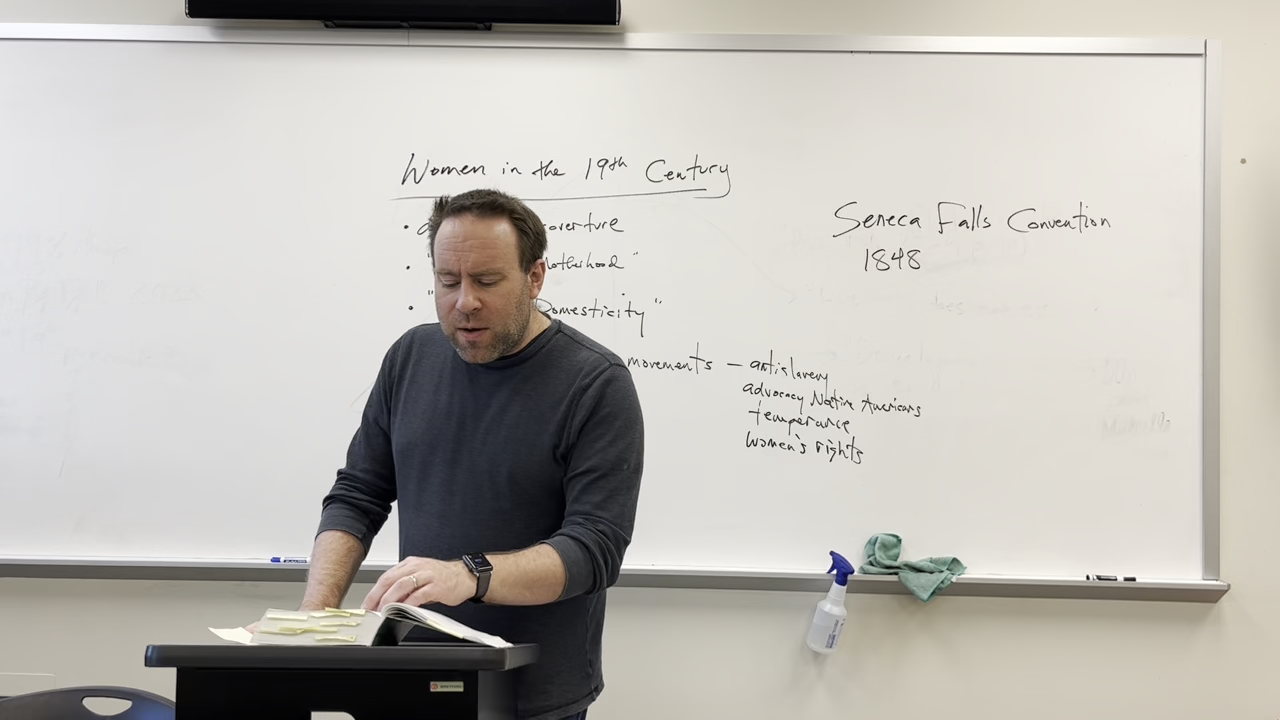 Women in the 19th Century
• overture
• otherhood"
• " Domesticity"
movements – antislavery
advocacy Native Americans
temperance
women's rights
Seneca Falls Convention
1848